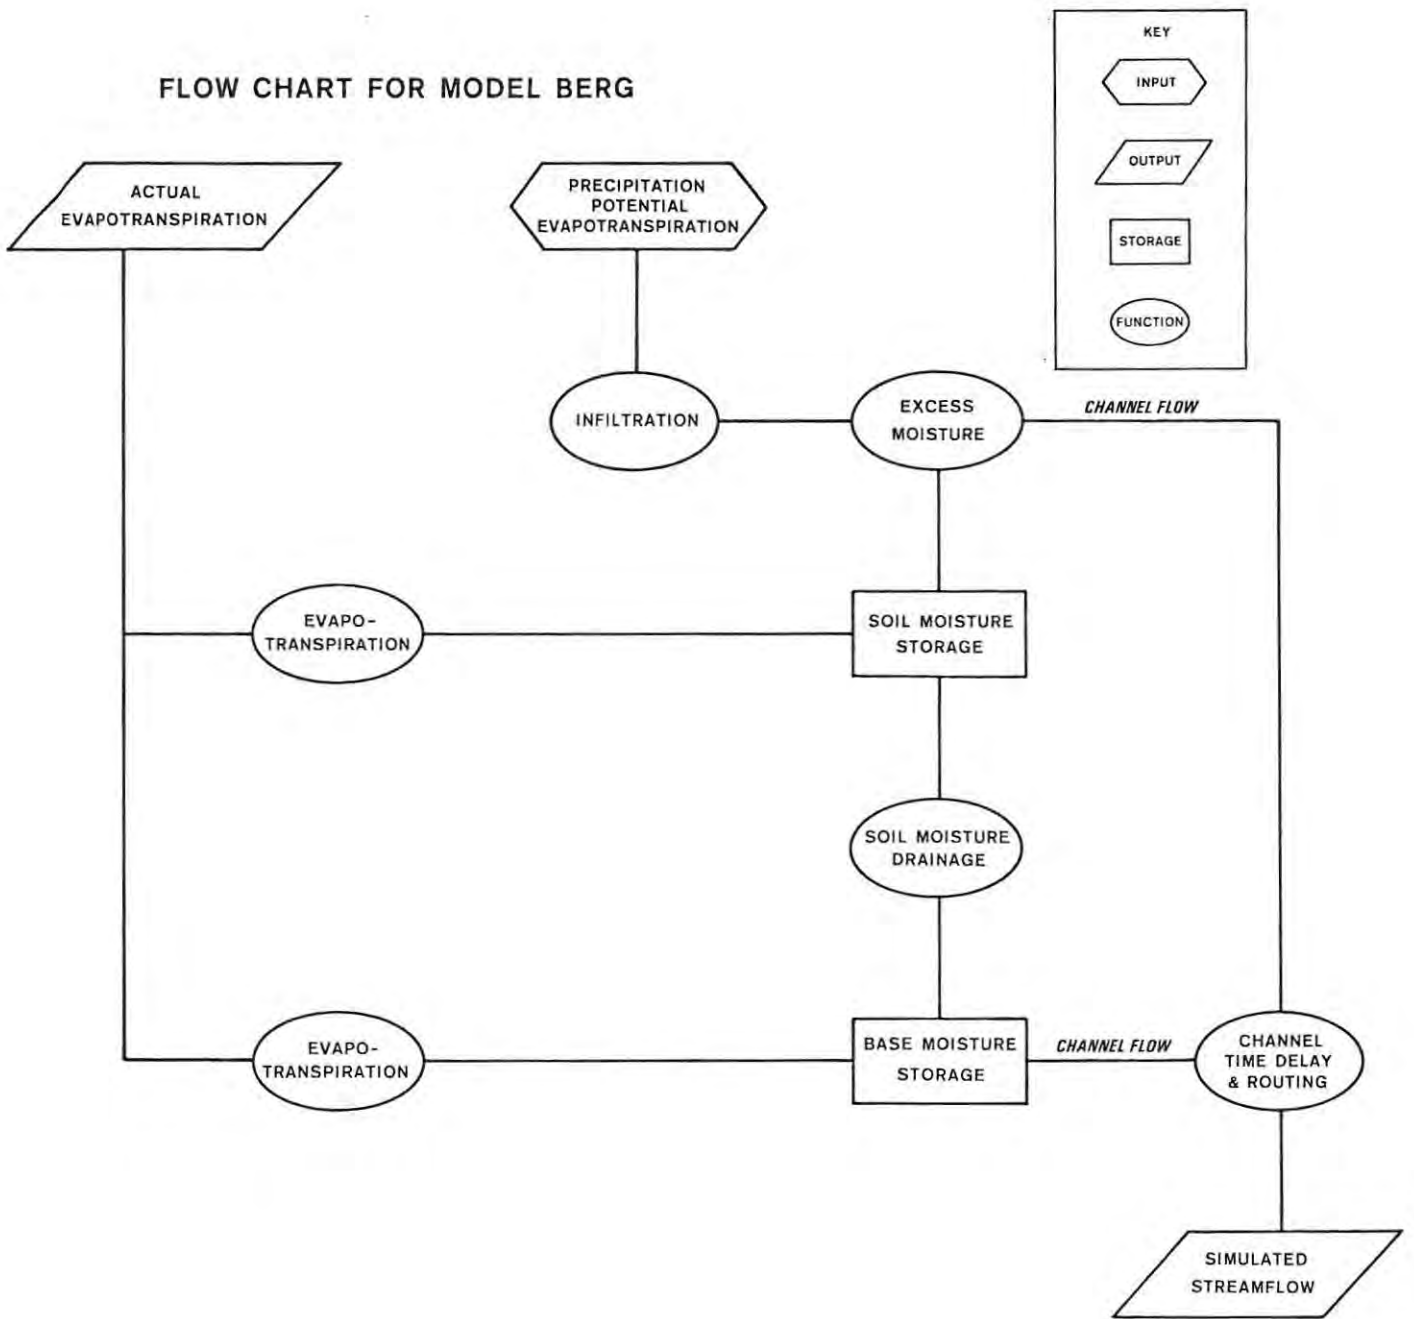 FLOW CHART FOR MODEL BERG
KEY
INPUT
OUTPUT
STORAGE
FUNCTION
ACTUAL
EVAPOTRANSPIRATION
PRECIPITATION
POTENTIAL
EVAPOTRANSPIRATION
INFILTRATION
EXCESS
MOISTURE
CHANNEL FLOW
EVAPO-
TRANSPIRATION
SOIL MOISTURE
STORAGE
SOIL MOISTURE
DRAINAGE
EVAPO-
TRANSPIRATION
BASE MOISTURE
STORAGE
CHANNEL FLOW
CHANNEL
TIME DELAY
& ROUTING
SIMULATED
STREAMFLOW